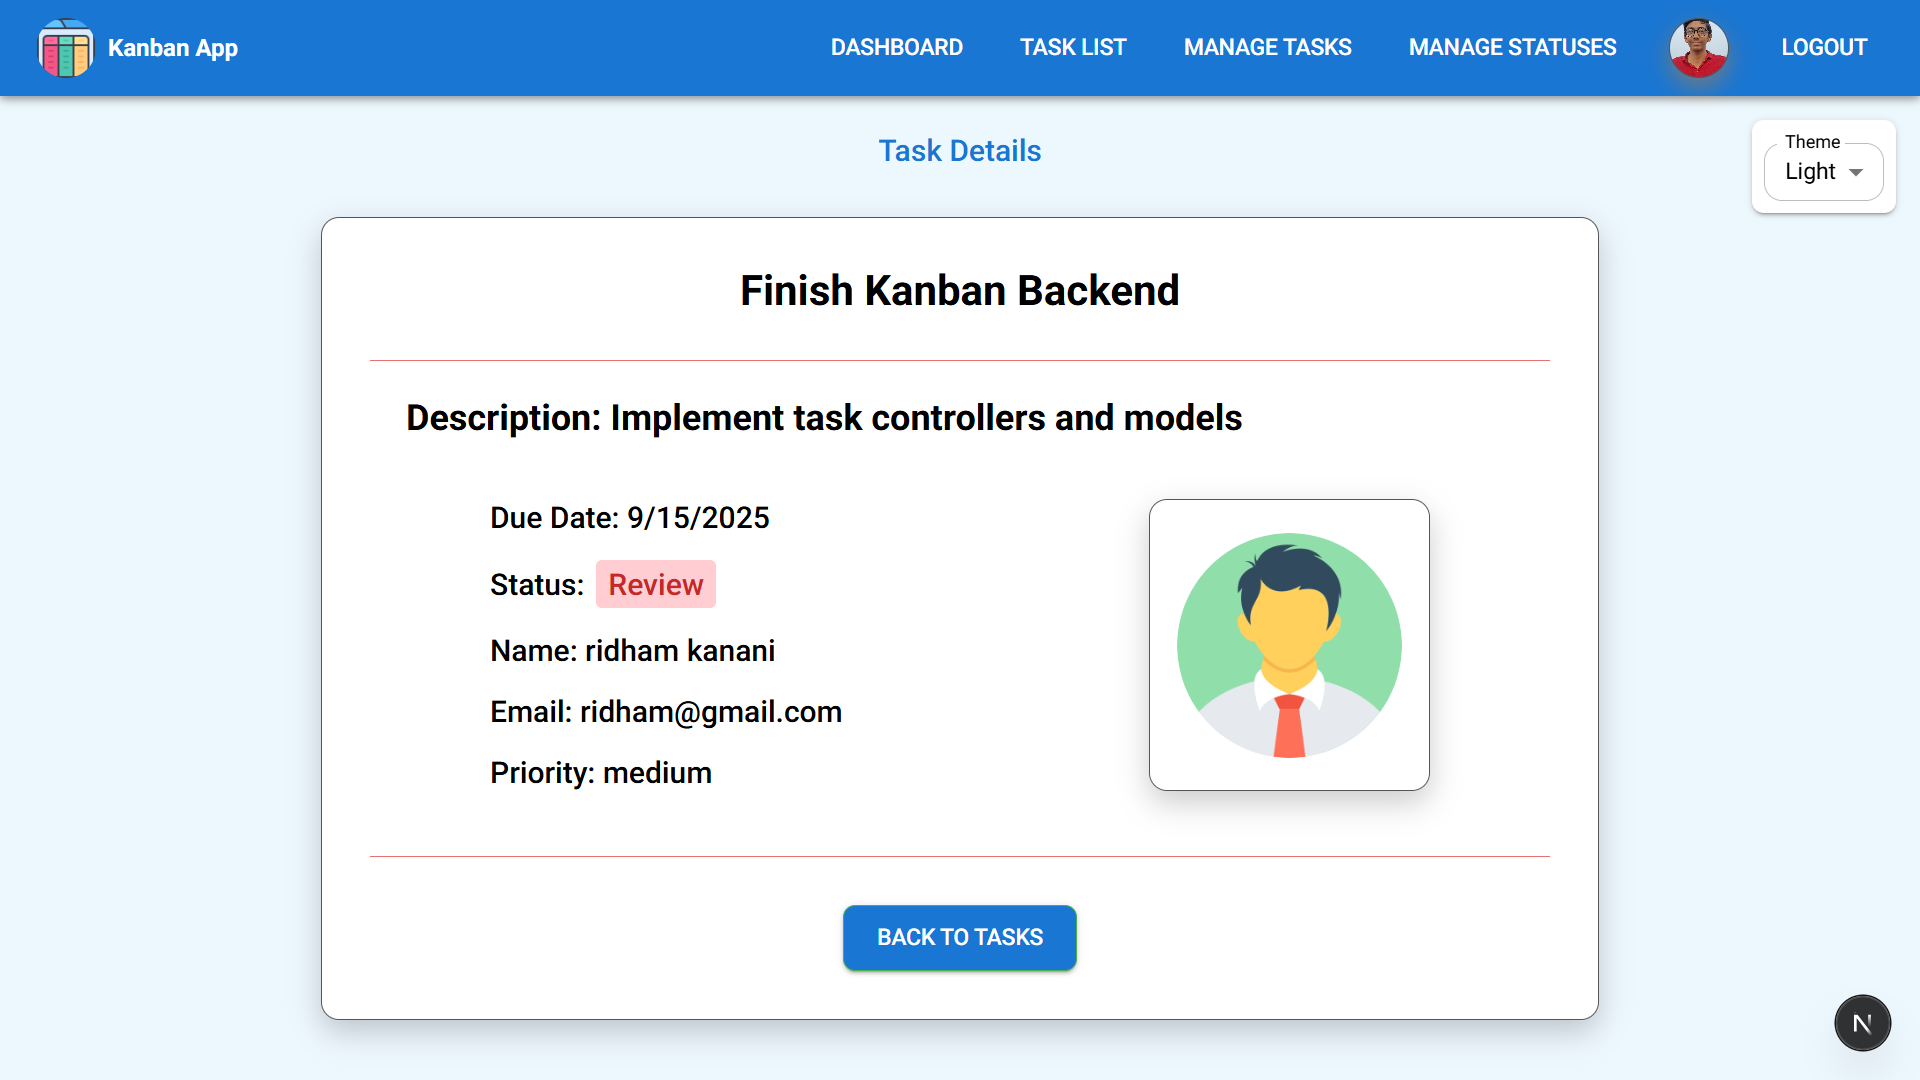 Kanban App
DASHBOARD
TASK LIST
MANAGE TASKS
MANAGE STATUSES
LOGOUT
Task Details
Theme
Light
Finish Kanban Backend
Description: Implement task controllers and models
Due Date: 9/15/2025
Status: Review
Name: ridham kanani
Email: ridham@gmail.com
Priority: medium
BACK TO TASKS
N